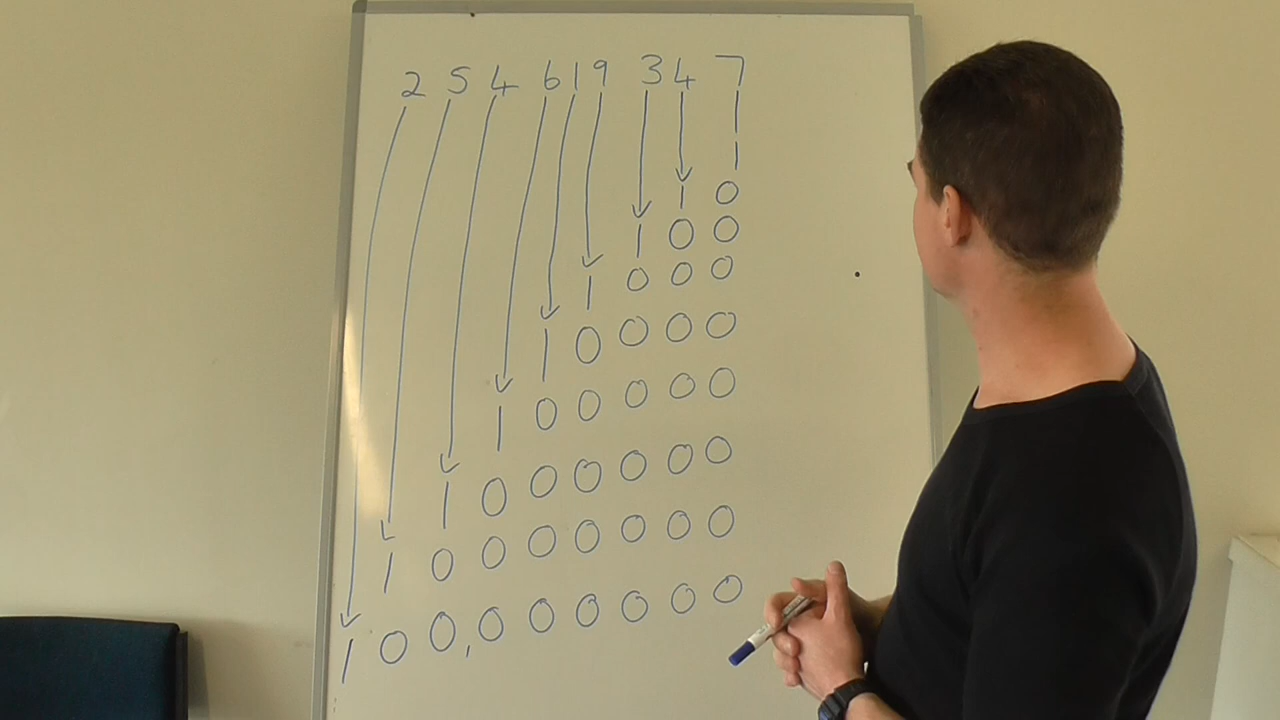 2 5 4 6 1 9 3 4 7
1
1 0
1 0 0
1 0 0 0
1 0 0 0 0
1 0 0 0 0 0
1 0 0 0 0 0 0
1 0 0 0 0 0 0 0
1 0 0, 0 0 0 0 0 0